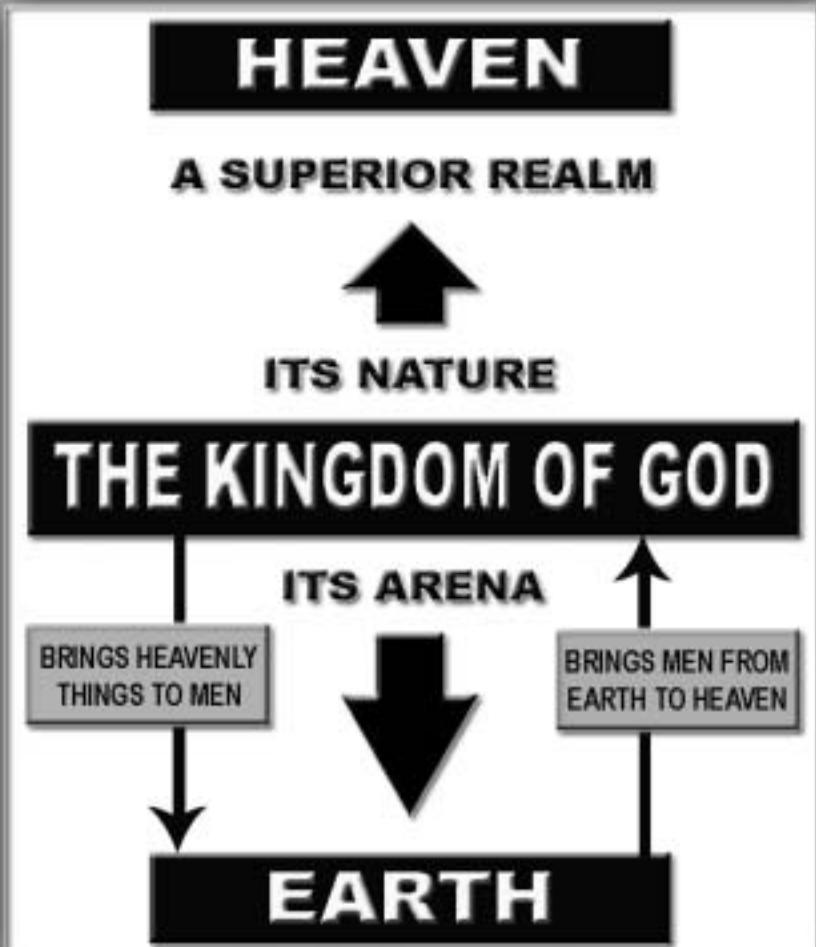 HEAVEN
A SUPERIOR REALM
ITS NATURE
THE KINGDOM OF GOD
ITS ARENA
BRINGS HEAVENLY
THINGS TO MEN
BRINGS MEN FROM
EARTH TO HEAVEN
EARTH